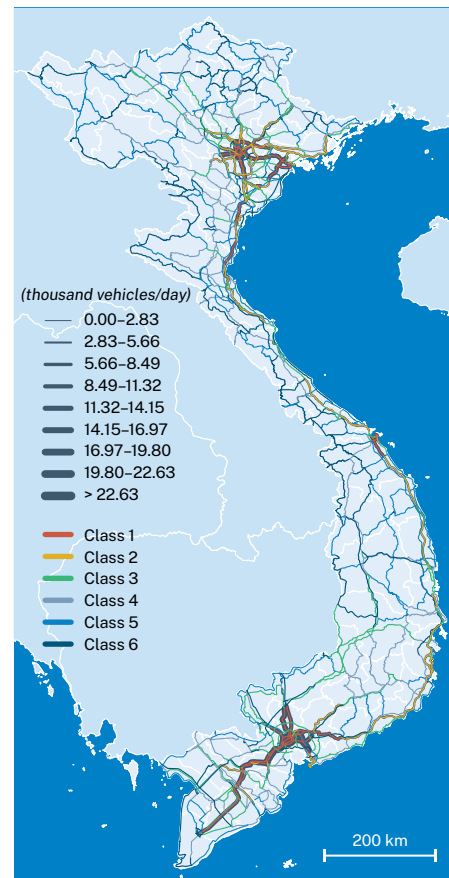 (thousand vehicles/day)
0.00–2.83
2.83–5.66
5.66–8.49
8.49–11.32
11.32–14.15
14.15–16.97
16.97–19.80
19.80–22.63
> 22.63
Class 1
Class 2
Class 3
Class 4
Class 5
Class 6
200 km